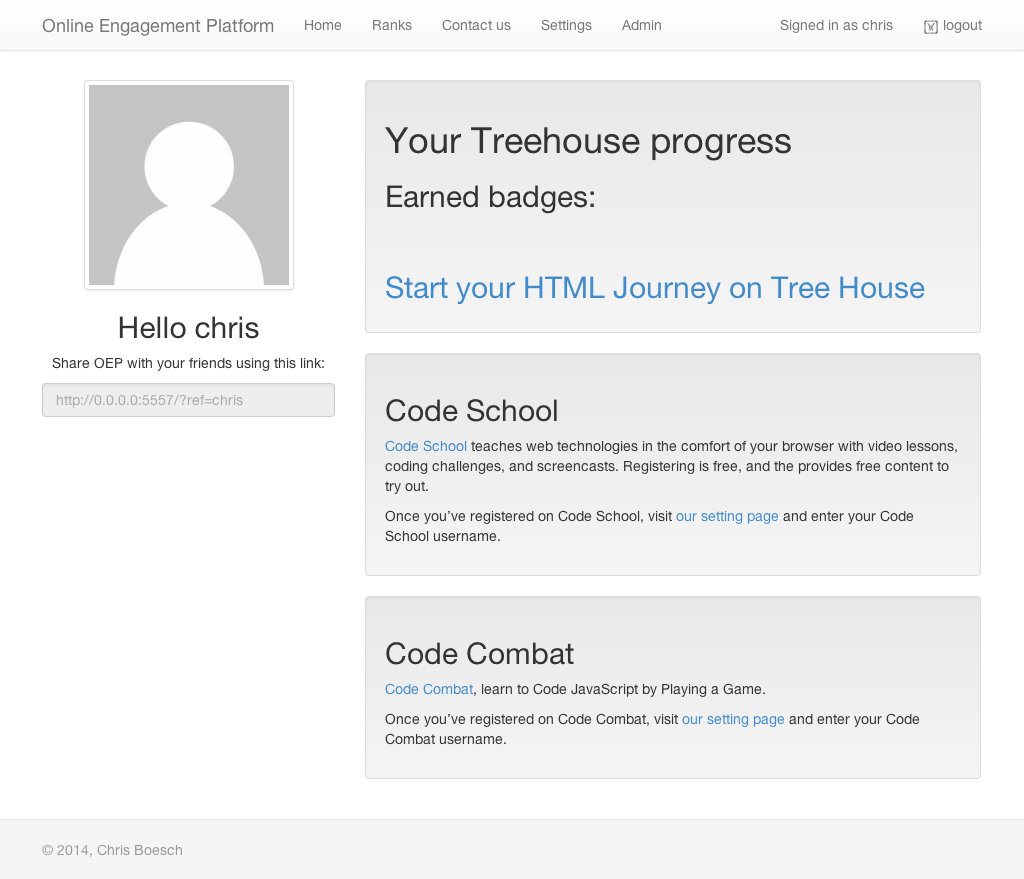 Online Engagement Platform Home Ranks Contact us Settings Admin Signed in as chris logout
Hello chris
Share OEP with your friends using this link:
http://0.0.0.0:5557/?ref=chris
Your Treehouse progress
Earned badges:
Start your HTML Journey on Tree House
Code School
Code School teaches web technologies in the comfort of your browser with video lessons,
coding challenges, and screencasts. Registering is free, and the provides free content to
try out.
Once you’ve registered on Code School, visit our setting page and enter your Code
School username.
Code Combat
Code Combat, learn to Code JavaScript by Playing a Game.
Once you’ve registered on Code Combat, visit our setting page and enter your Code
Combat username.
© 2014, Chris Boesch